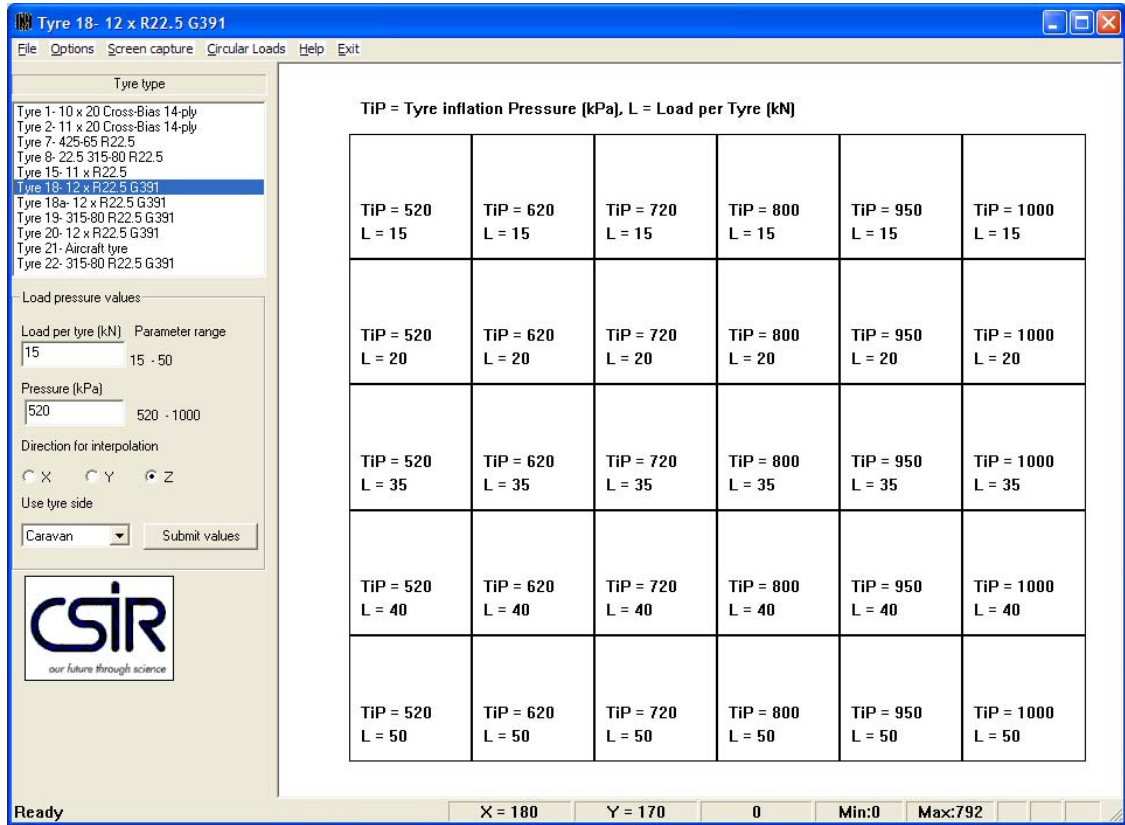 Tyre 18- 12 x R22.5 G391
File Options Screen capture Circular Loads Help Exit
Tyre type
Tyre 1- 10 x 20 Cross-Bias 14-ply
Tyre 2- 11 x 20 Cross-Bias 14-ply
Tyre 7- 425-65 R22.5
Tyre 8- 22.5 315-80 R22.5
Tyre 15- 11 x R22.5
Tyre 18- 12 x R22.5 G391
Tyre 18a- 12 x R22.5 G391
Tyre 19- 315-80 R22.5 G391
Tyre 20- 12 x R22.5 G391
Tyre 21- Aircraft tyre
Tyre 22- 315-80 R22.5 G391
Load pressure values
Load per tyre (kN) Parameter range
15 15 - 50
Pressure (kPa)
520 520 - 1000
Direction for interpolation
X Y Z
Use tyre side
Caravan Submit values
CSIR
our future through science
TiP = Tyre inflation Pressure (kPa), L = Load per Tyre (kN)
TiP = 520 TiP = 620 TiP = 720 TiP = 800 TiP = 950 TiP = 1000
L = 15 L = 15 L = 15 L = 15 L = 15 L = 15
TiP = 520 TiP = 620 TiP = 720 TiP = 800 TiP = 950 TiP = 1000
L = 20 L = 20 L = 20 L = 20 L = 20 L = 20
TiP = 520 TiP = 620 TiP = 720 TiP = 800 TiP = 950 TiP = 1000
L = 35 L = 35 L = 35 L = 35 L = 35 L = 35
TiP = 520 TiP = 620 TiP = 720 TiP = 800 TiP = 950 TiP = 1000
L = 40 L = 40 L = 40 L = 40 L = 40 L = 40
TiP = 520 TiP = 620 TiP = 720 TiP = 800 TiP = 950 TiP = 1000
L = 50 L = 50 L = 50 L = 50 L = 50 L = 50
Ready X = 180 Y = 170 0 Min:0 Max:792